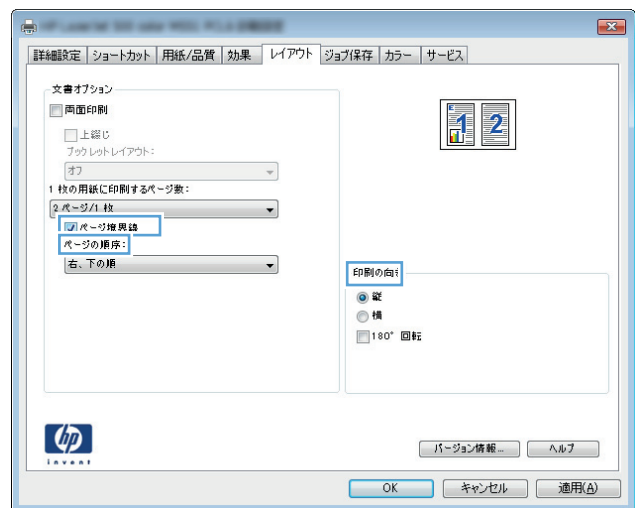 詳細設定 ショートカット 用紙/品質 効果 レイアウト ジョブ保存 カラー サービス
文書オプション
両面印刷
上綴じ
ブックレットレイアウト:
オフ
1 枚の用紙に印刷するページ数:
2 ページ/1 枚
ページ境界線
ページの順序:
右、下の順
1 2
印刷の向き
縦
横
180° 回転
hp
invent
バージョン情報... ヘルプ
OK キャンセル 適用(A)